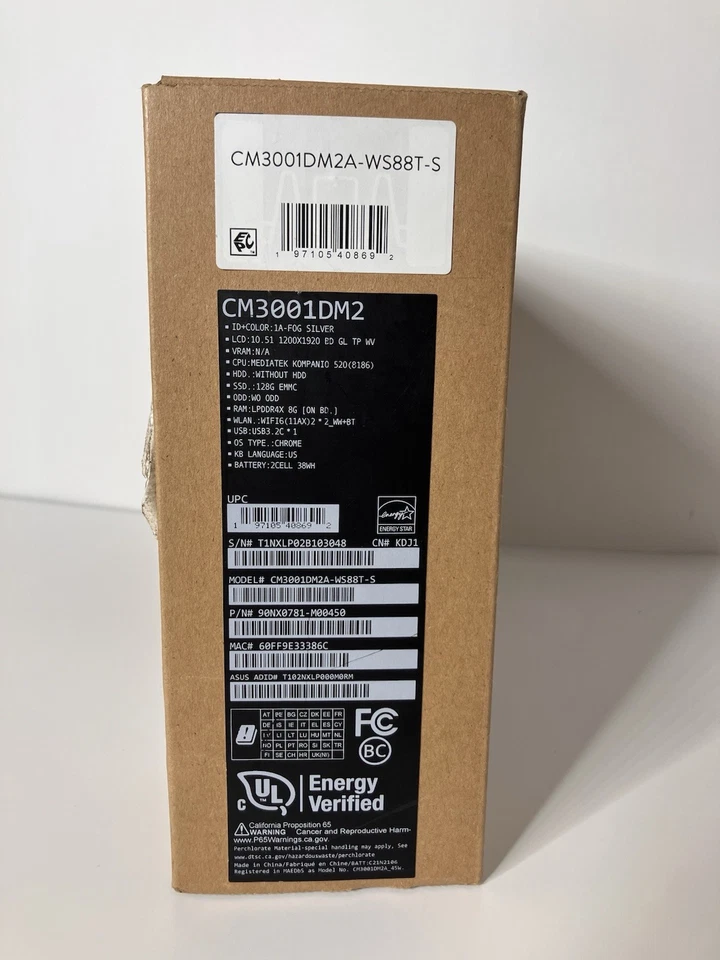 CM3001DM2A-WS88T-S
1 97105 40869 2
CM3001DM2
▪ ID+COLOR:1A-FOG SILVER
▪ LCD:10.51 1200X1920 BD GL TP WV
▪ VRAM:N/A
▪ CPU:MEDIATEK KOMPANIO 520(8186)
▪ HDD.:WITHOUT HDD
▪ SSD.:128G EMMC
▪ ODD:WO ODD
▪ RAM:LPDDR4X 8G [ON BD.]
▪ WLAN.:WIFI6(11AX)2*2_WW+BT
▪ USB:USB3.2C*1
▪ OS TYPE.:CHROME
▪ KB LANGUAGE:US
▪ BATTERY:2CELL 38WH
UPC
1 97105 40869 2
energy
ENERGY STAR
S/N# T1NXLP02B103048 CN# KDJ1
MODEL# CM3001DM2A-WS88T-S
P/N# 90NX0781-M00450
MAC# 60FF9E33386C
ASUS ADID# T102NXLP000M0RM
AT PE BG CZ DK EE FR
DE IS IE IT EL ES CY
LV LI LT LU HU MT NL
NO PL PT RO SI SK TR
FI SE CH HR UK(NI)
FC
BC
C UL Energy
Verified
California Proposition 65
WARNING Cancer and Reproductive Harm-
www.P65Warnings.ca.gov.
Perchlorate Material-special handling may apply, See
www.dtsc.ca.gov/hazardouswaste/perchlorate
Made in China/Fabriqué en Chine/6ATT:C21N2106
Registered in MAEDbS as Model No. CM3001DM2A_45W.